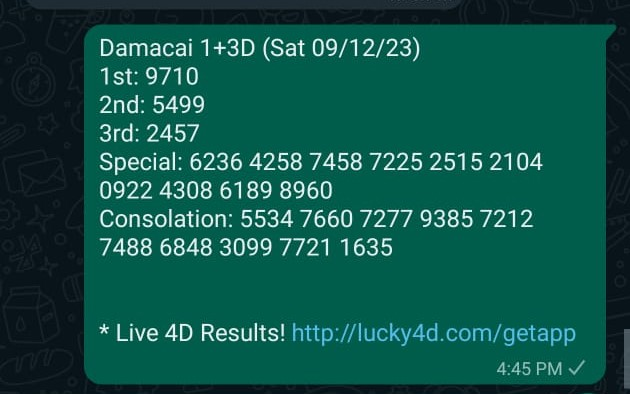 Damacai 1+3D (Sat 09/12/23)
1st: 9710
2nd: 5499
3rd: 2457
Special: 6236 4258 7458 7225 2515 2104
0922 4308 6189 8960
Consolation: 5534 7660 7277 9385 7212
7488 6848 3099 7721 1635
* Live 4D Results! http://lucky4d.com/getapp
4:45 PM